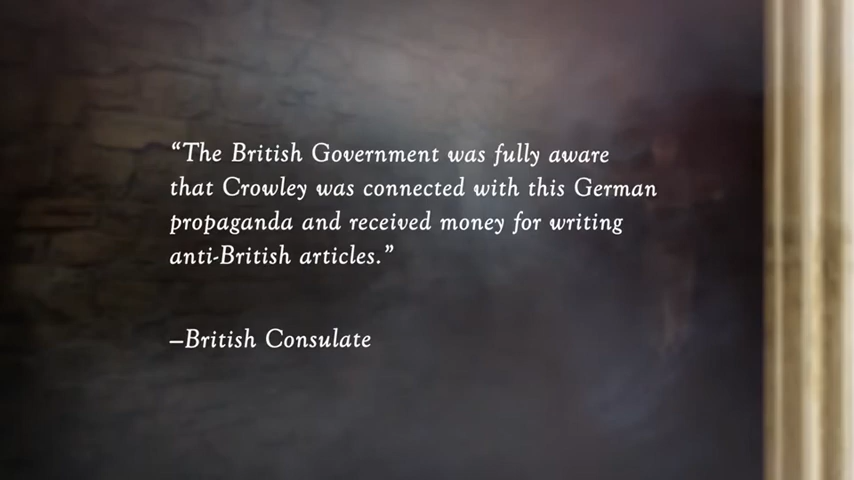 “The British Government was fully aware
that Crowley was connected with this German
propaganda and received money for writing
anti-British articles.”
–British Consulate